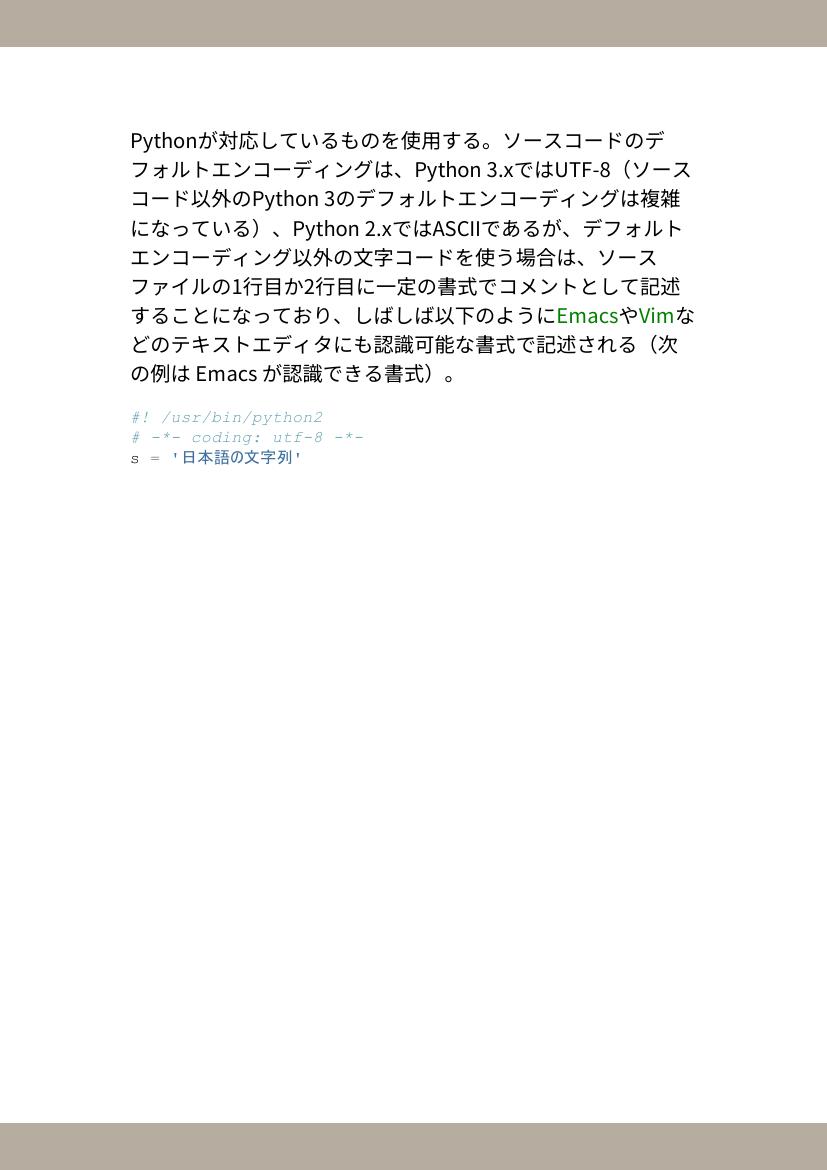 Pythonが対応しているものを使用する。ソースコードのデ
フォルトエンコーディングは、Python 3.xではUTF-8（ソース
コード以外のPython 3のデフォルトエンコーディングは複雑
になっている）、Python 2.xではASCIIであるが、デフォルト
エンコーディング以外の文字コードを使う場合は、ソース
ファイルの1行目か2行目に一定の書式でコメントとして記述
することになっており、しばしば以下のようにEmacsやVimな
どのテキストエディタにも認識可能な書式で記述される（次
の例は Emacs が認識できる書式）。
#! /usr/bin/python2
# -*- coding: utf-8 -*-
s = '日本語の文字列'